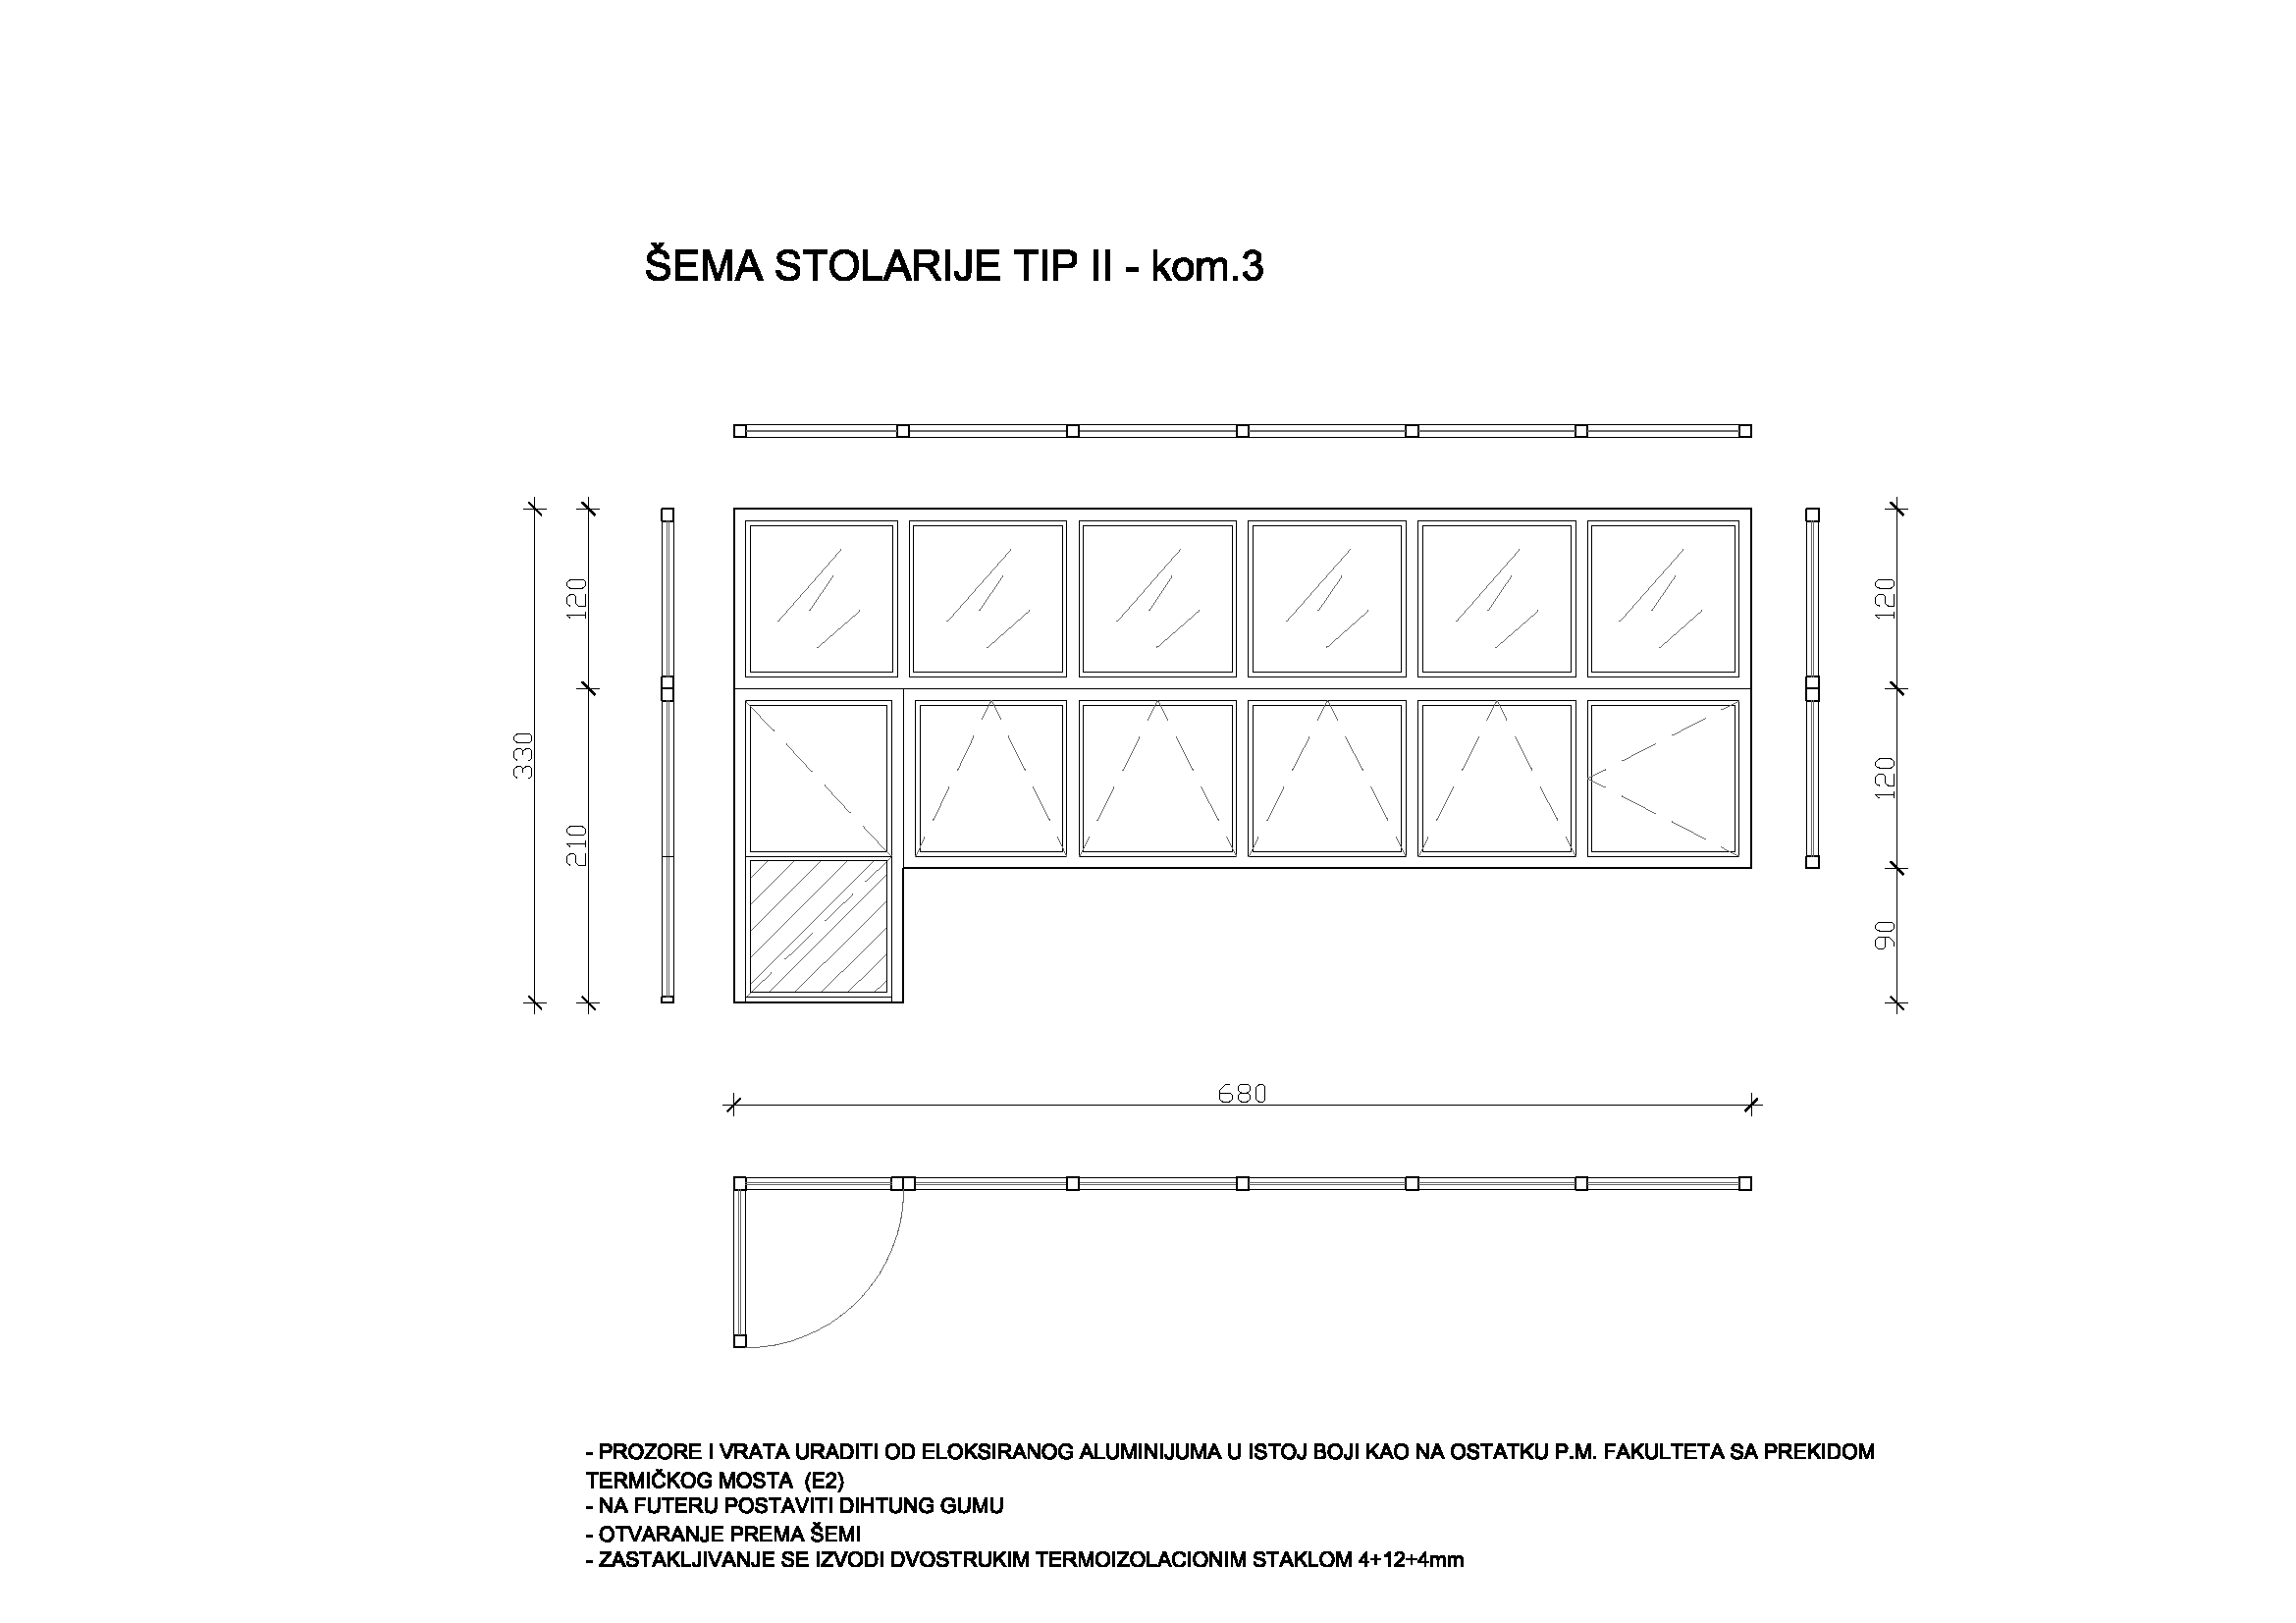 ŠEMA STOLARIJE TIP II - kom.3
120
120
330
120
210
90
680
- PROZORE I VRATA URADITI OD ELOKSIRANOG ALUMINIJUMA U ISTOJ BOJI KAO NA OSTATKU P.M. FAKULTETA SA PREKIDOM
TERMIČKOG MOSTA (E2)
- NA FUTERU POSTAVITI DIHTUNG GUMU
- OTVARANJE PREMA ŠEMI
- ZASTAKLJIVANJE SE IZVODI DVOSTRUKIM TERMOIZOLACIONIM STAKLOM 4+12+4mm